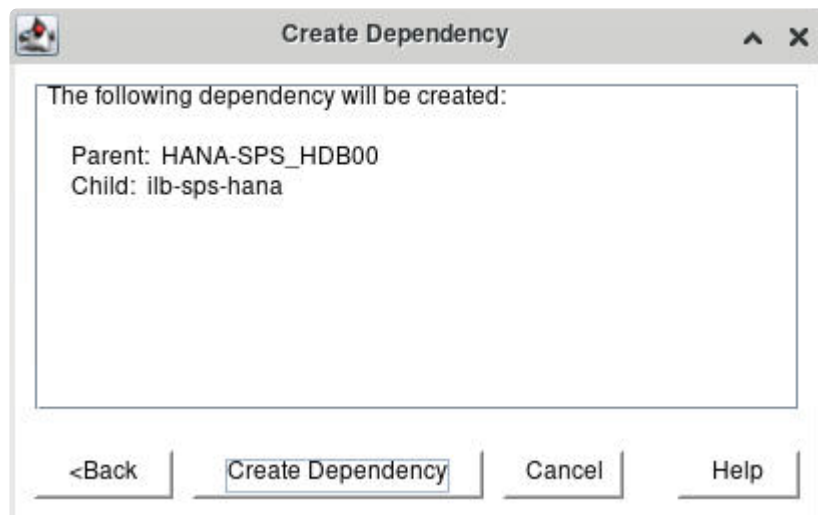 Create Dependency
The following dependency will be created:
Parent: HANA-SPS_HDB00
Child: ilb-sps-hana
<Back
Create Dependency
Cancel
Help